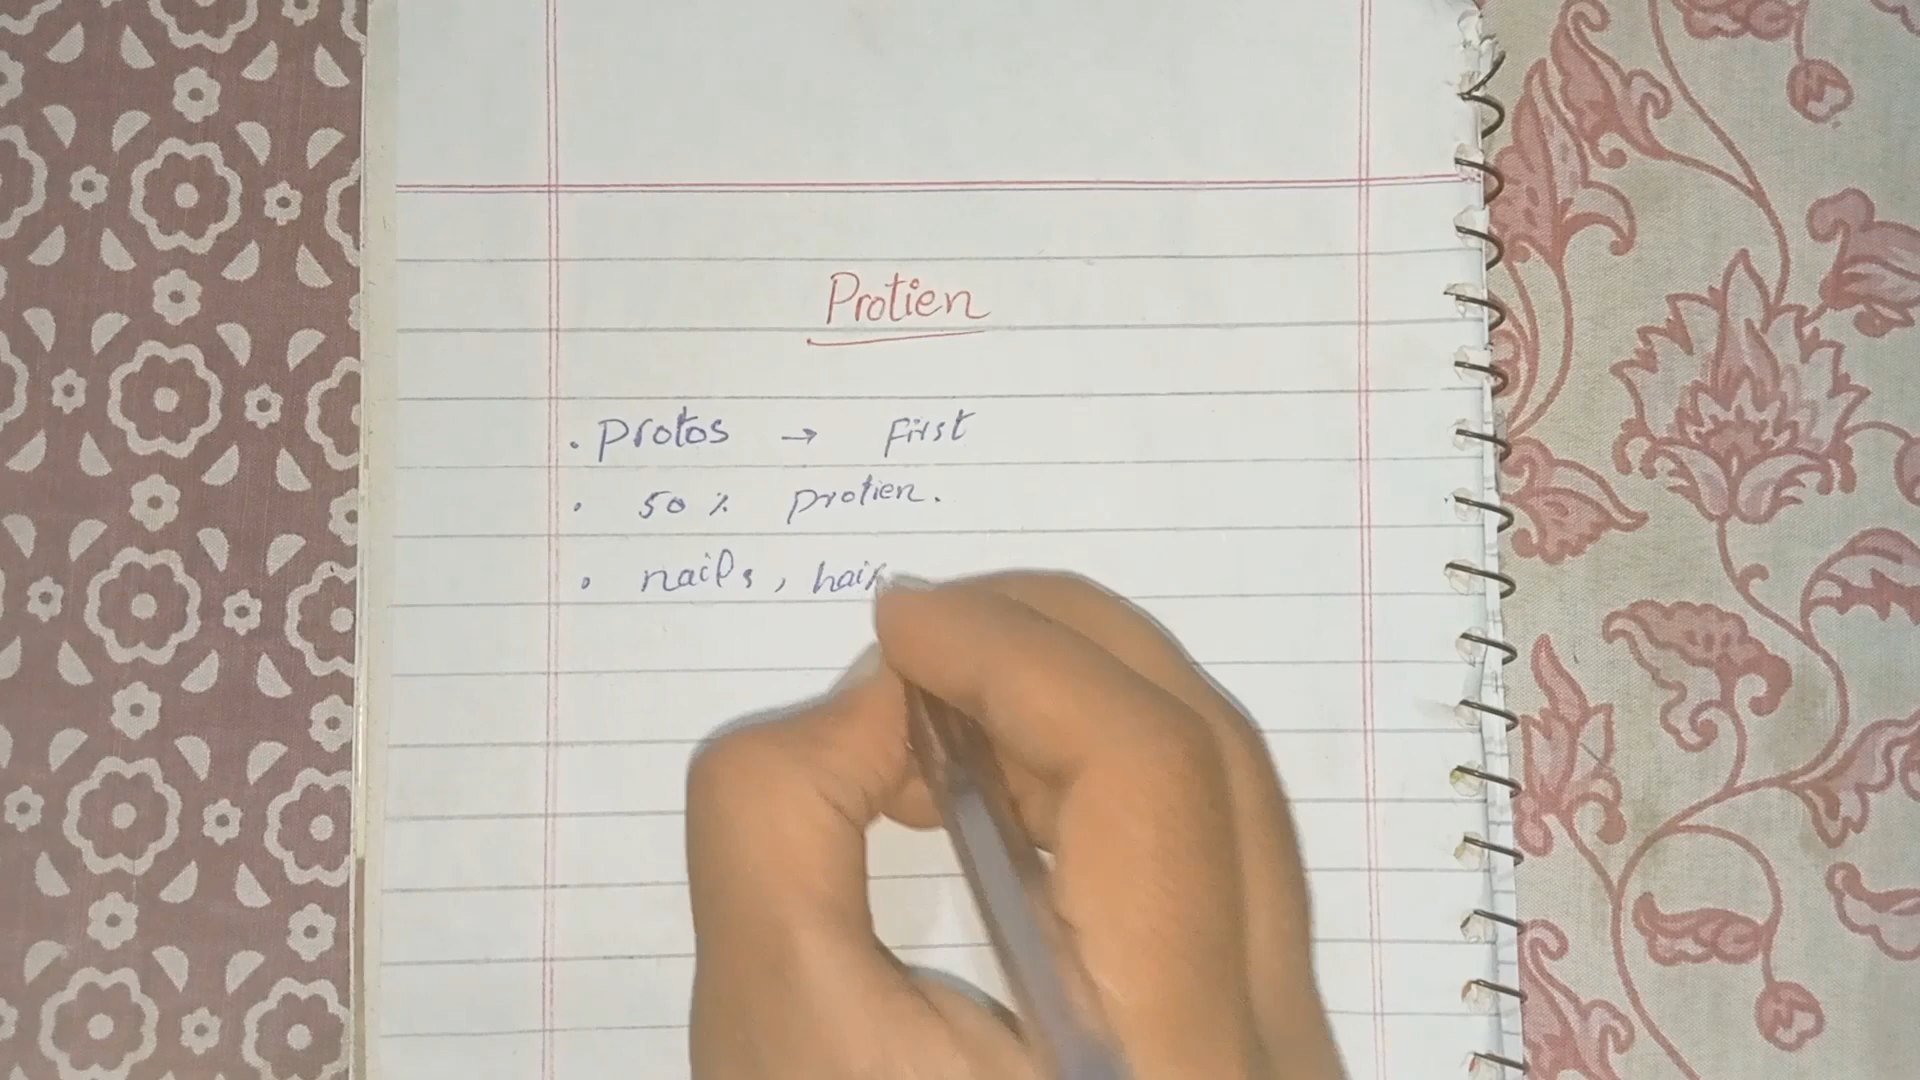 Protien
. Protos → First
. 50 % Protien.
. nails, hair